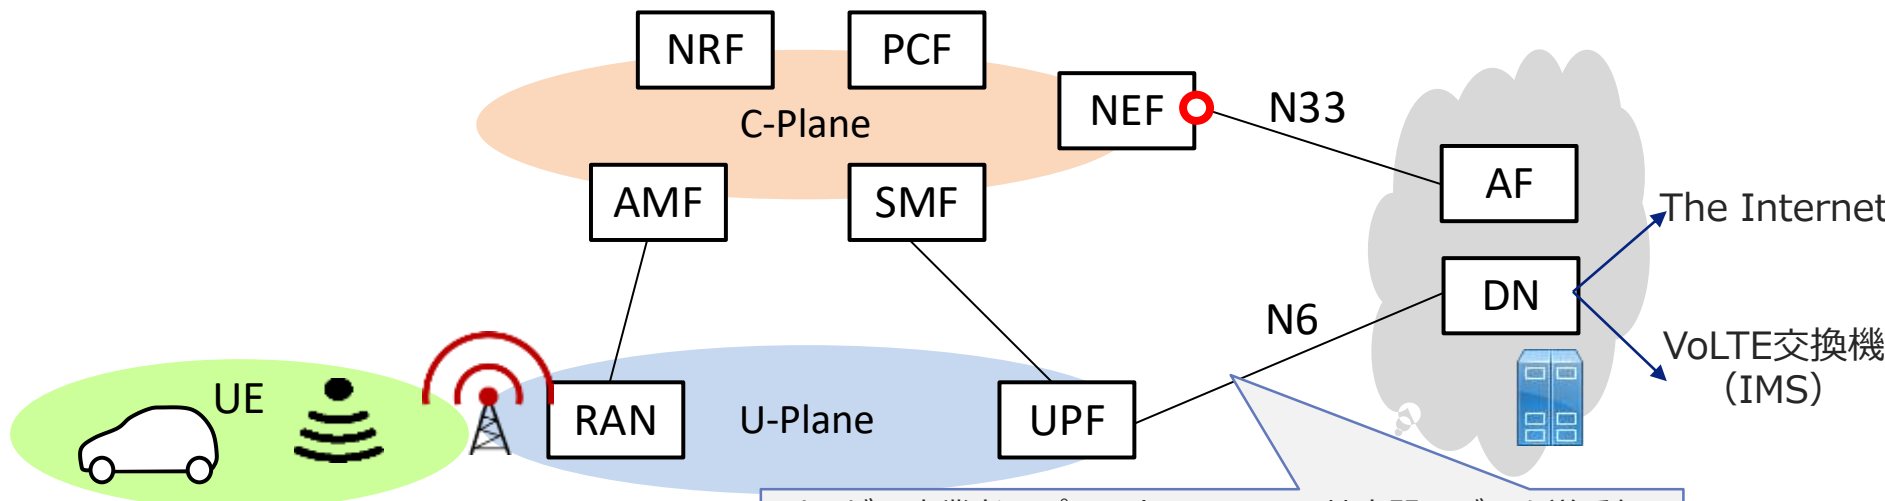 NRF
PCF
NEF
N33
C-Plane
AMF
SMF
AF
The Internet
DN
N6
VoLTE交換機
（IMS）
UE
RAN
U-Plane
UPF